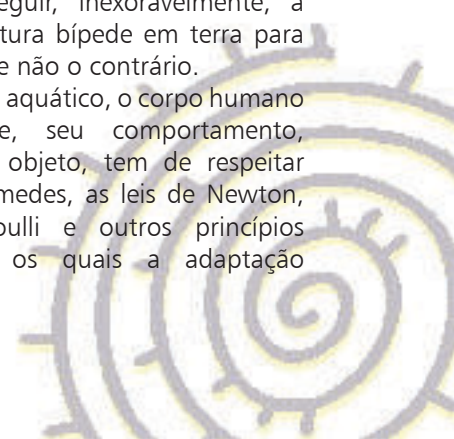 seguir, inexoravelmente, a
tura bípede em terra para
e não o contrário.
aquático, o corpo humano
e, seu comportamento,
objeto, tem de respeitar
medes, as leis de Newton,
oulli e outros princípios
os quais a adaptação